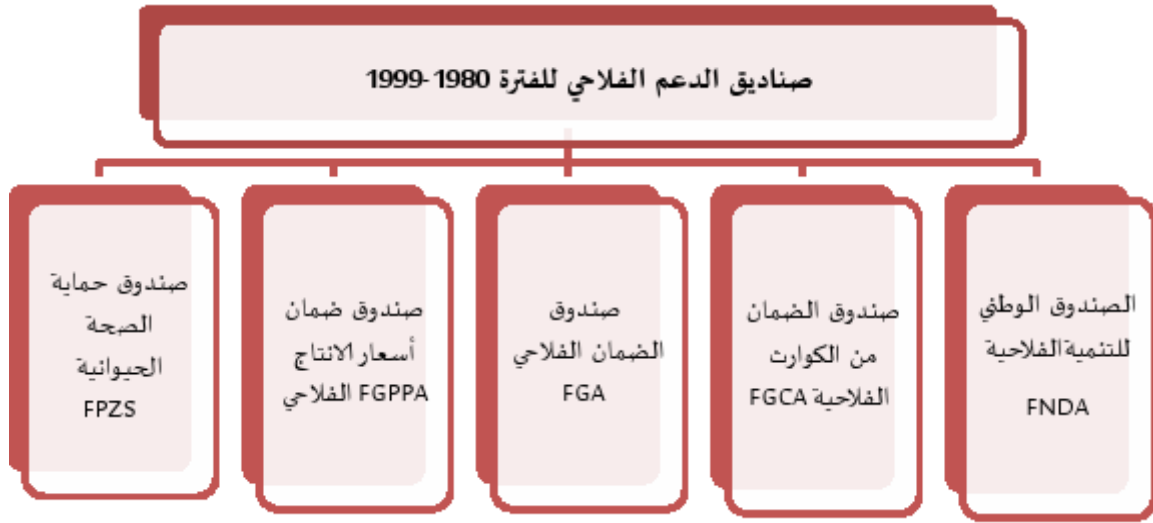 صناديق الدعم الفلاحي للفترة 1980-1999
الصندوق الوطني
للتنمية الفلاحية
FNDA
صندوق الضمان
من الكوارث
الفلاحية FGCA
صندوق
الضمان الفلاحي
FGA
صندوق ضمان
أسعار الانتاج
الفلاحي FGPPA
صندوق حماية
الصحة
الحيوانية
FPZS